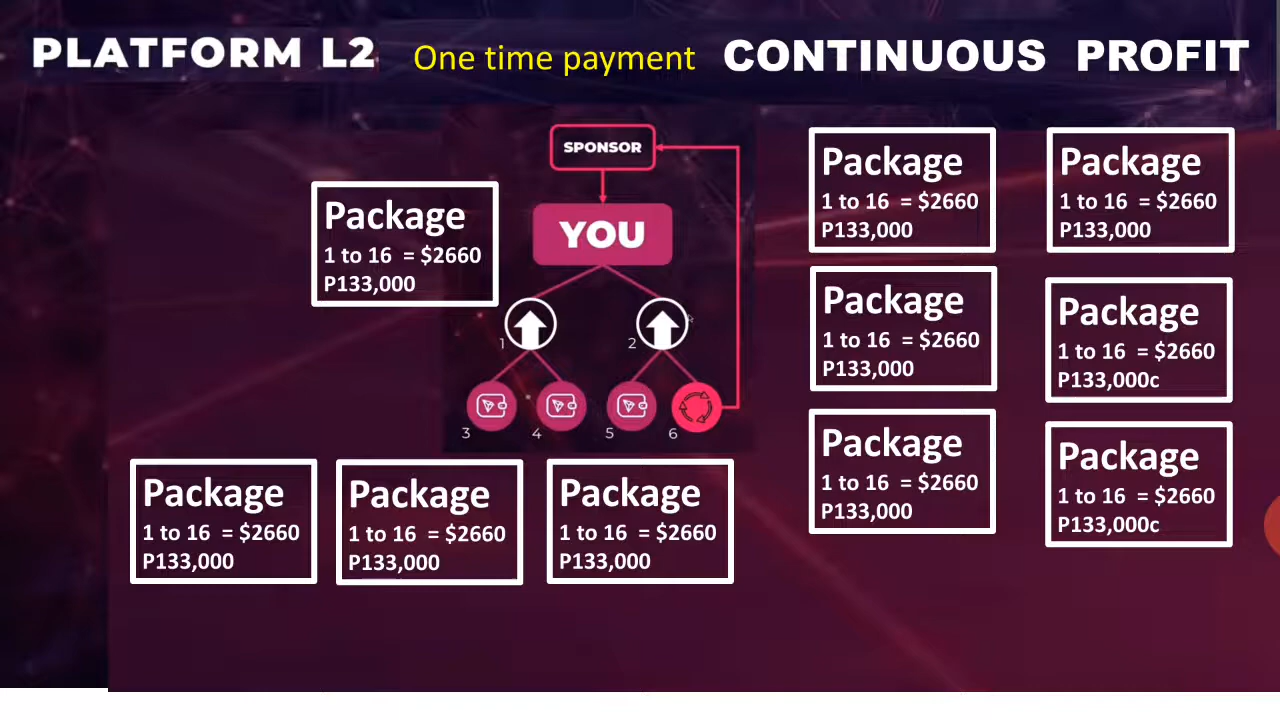 PLATFORM L2 One time payment CONTINUOUS PROFIT
SPONSOR
YOU
1
2
3
4
5
6
Package
1 to 16 = $2660
P133,000
Package
1 to 16 = $2660
P133,000
Package
1 to 16 = $2660
P133,000
Package
1 to 16 = $2660
P133,000
Package
1 to 16 = $2660
P133,000
Package
1 to 16 = $2660
P133,000
Package
1 to 16 = $2660
P133,000
Package
1 to 16 = $2660
P133,000
Package
1 to 16 = $2660
P133,000c
Package
1 to 16 = $2660
P133,000c